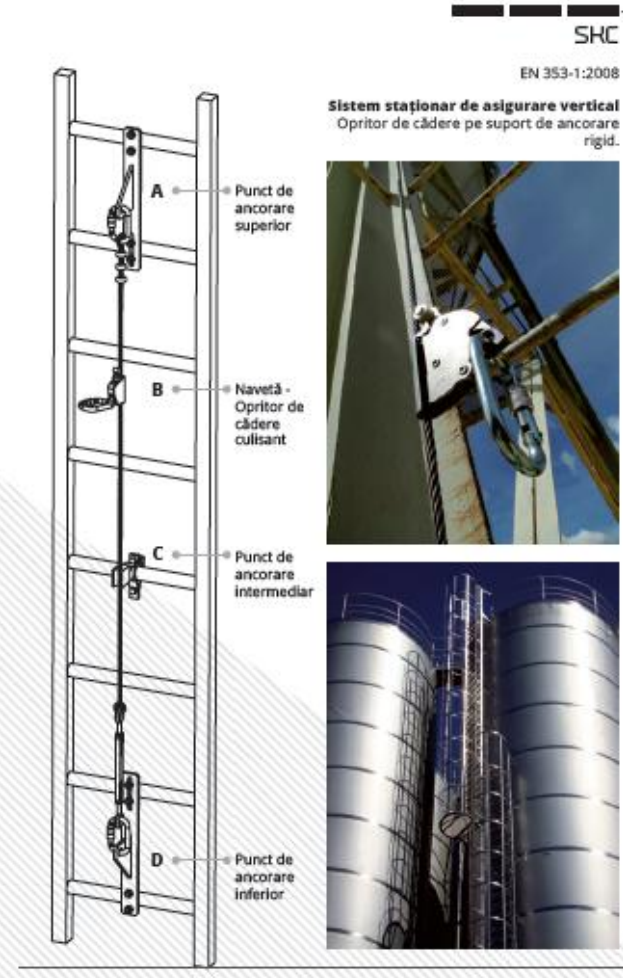 SKC
EN 353-1:2008
Sistem staționar de asigurare vertical
Opritor de cădere pe suport de ancorare
rigid.
A
Punct de
ancorare
superior
B
Navetă -
Opritor de
cădere
culisant
C
Punct de
ancorare
intermediar
D
Punct de
ancorare
inferior